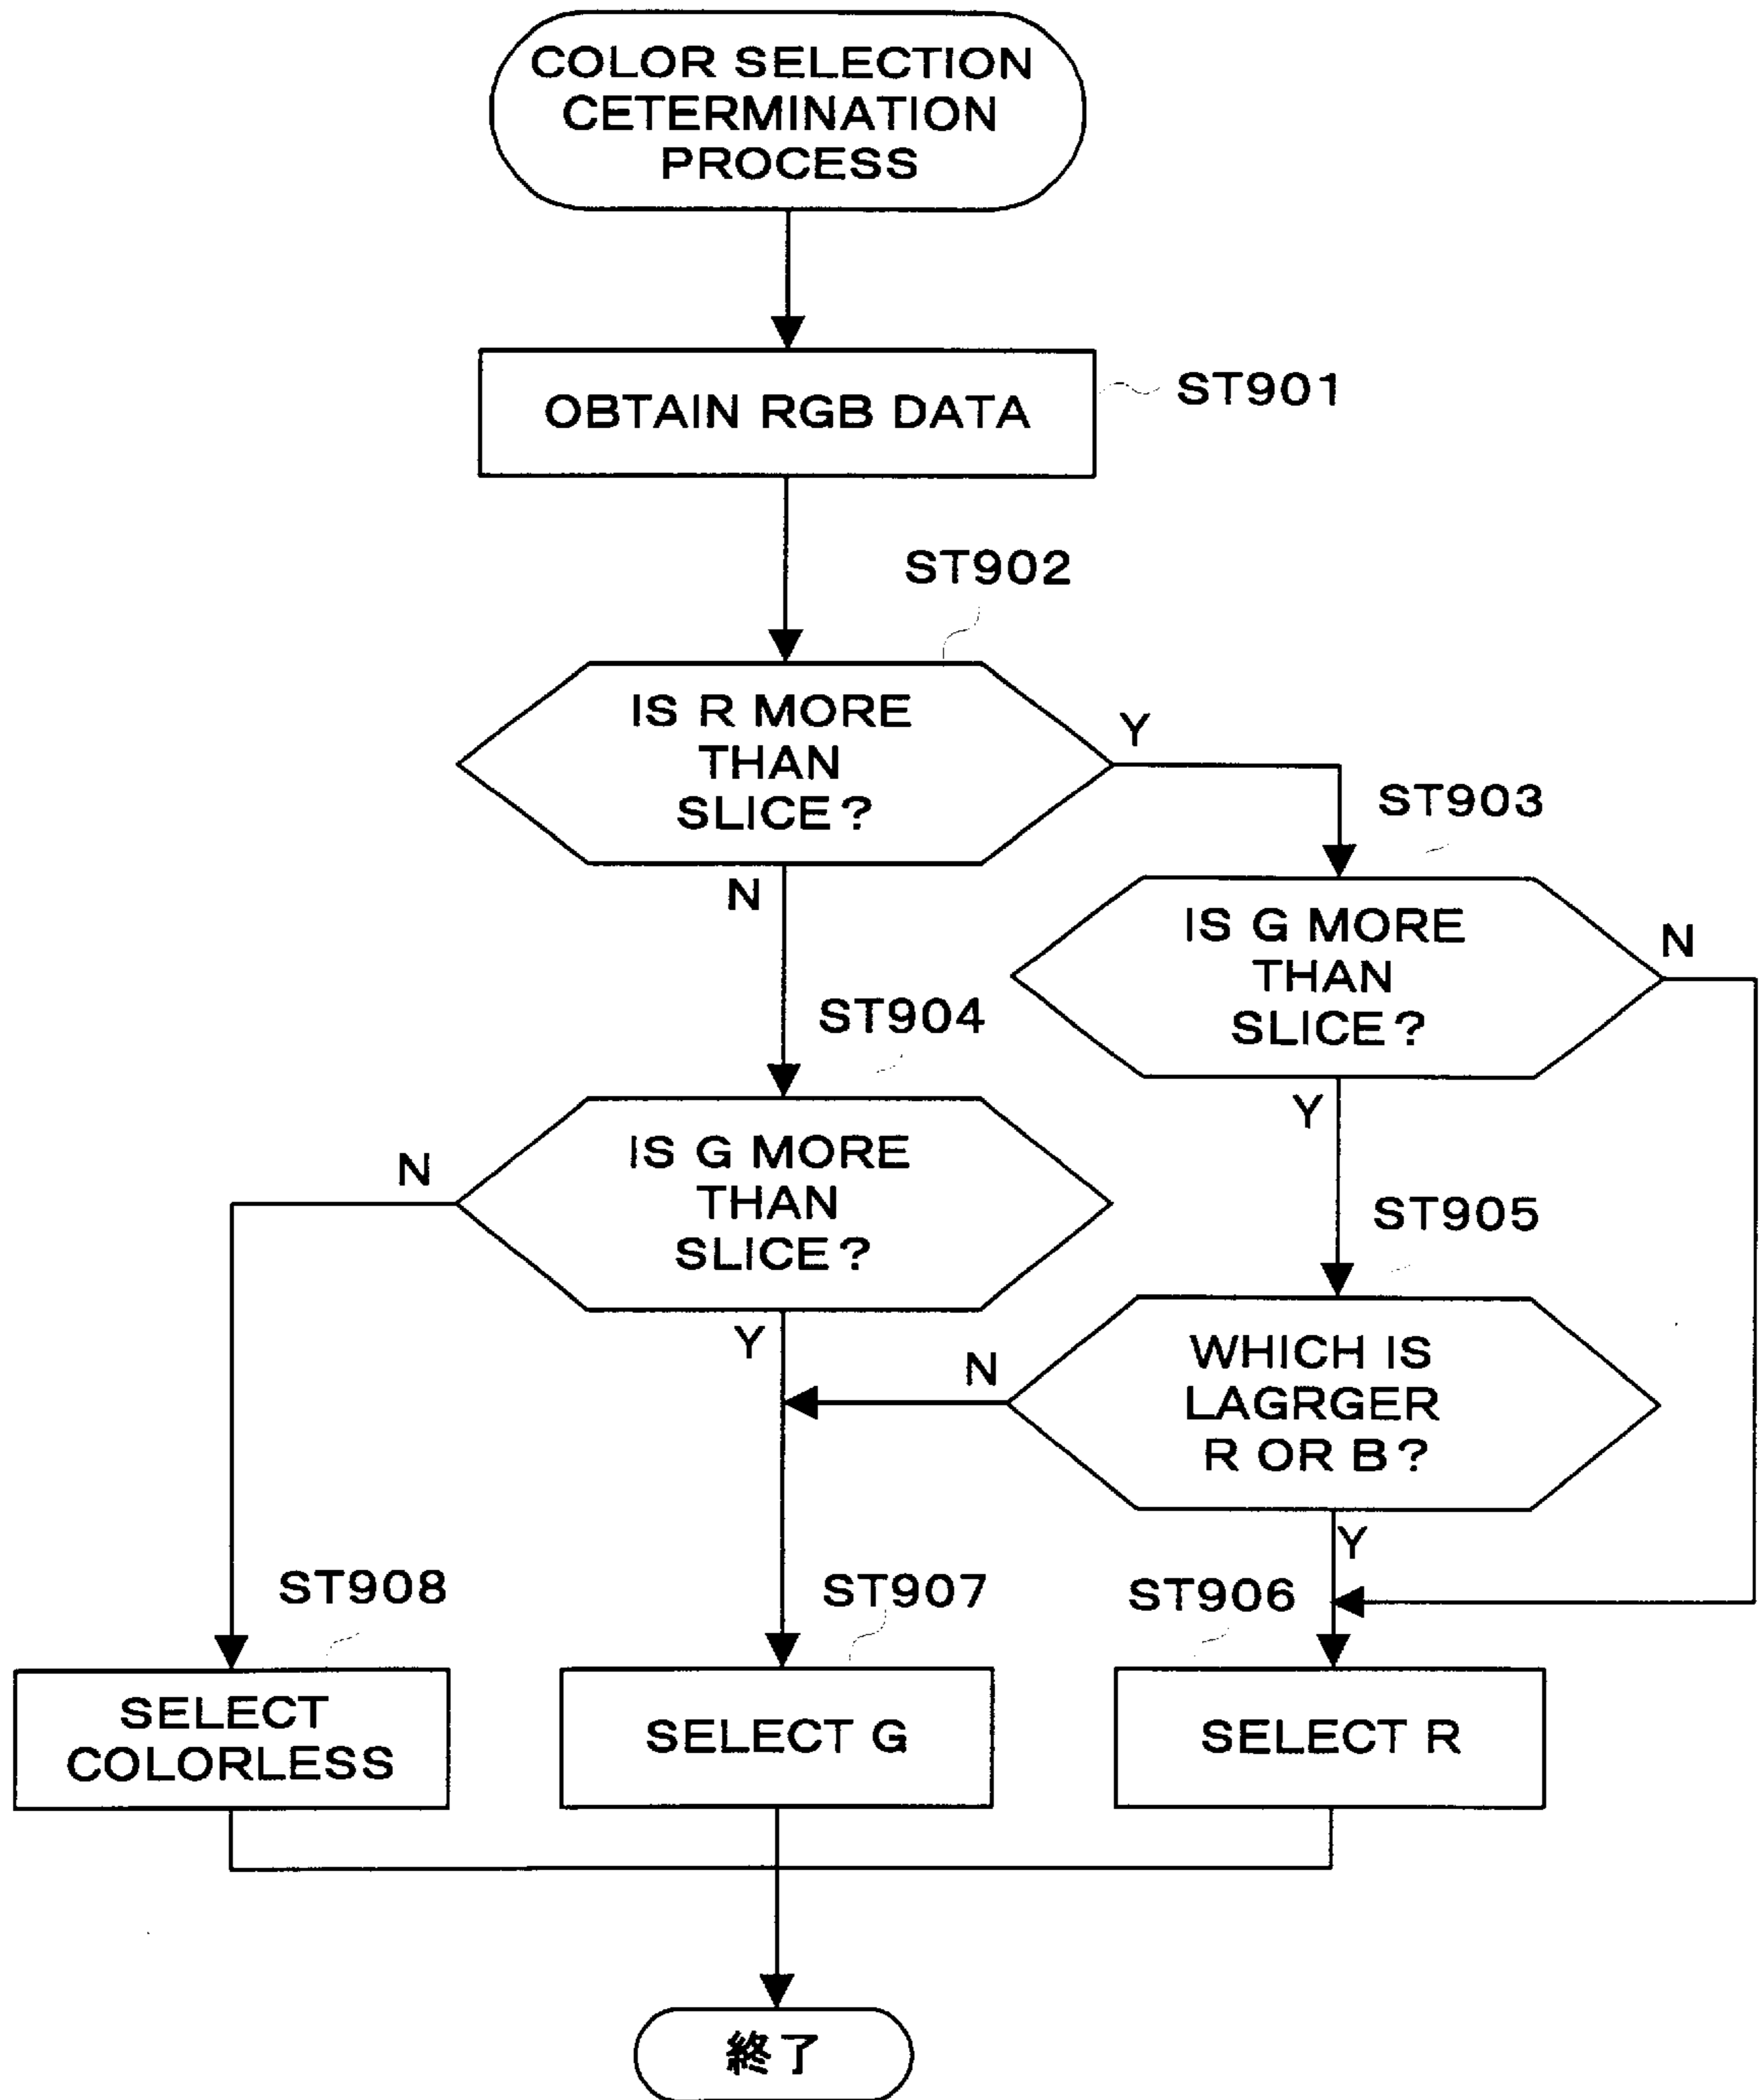 COLOR SELECTION
CETERMINATION
PROCESS
OBTAIN RGB DATA
ST901
ST902
IS R MORE
THAN
SLICE?
Y
N
ST903
IS G MORE
THAN
SLICE?
N
Y
ST904
IS G MORE
THAN
SLICE?
N
Y
ST905
WHICH IS
LAGRGER
R OR B?
N
Y
ST908
SELECT
COLORLESS
ST907
SELECT G
ST906
SELECT R
終了